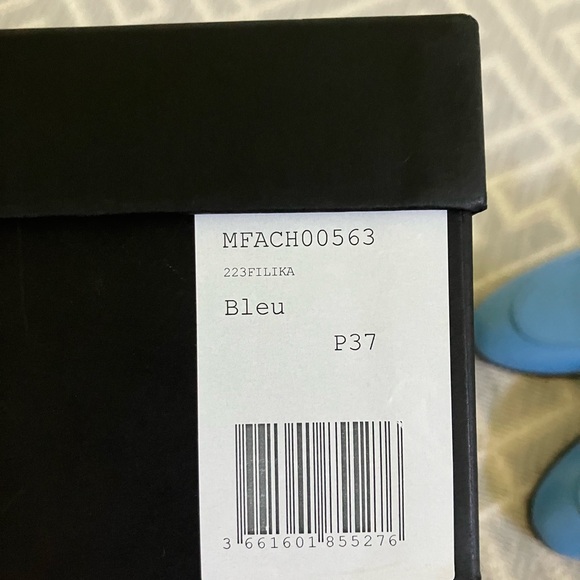 MFACH00563
223FILIKA
Bleu
P37
3 661601 855276